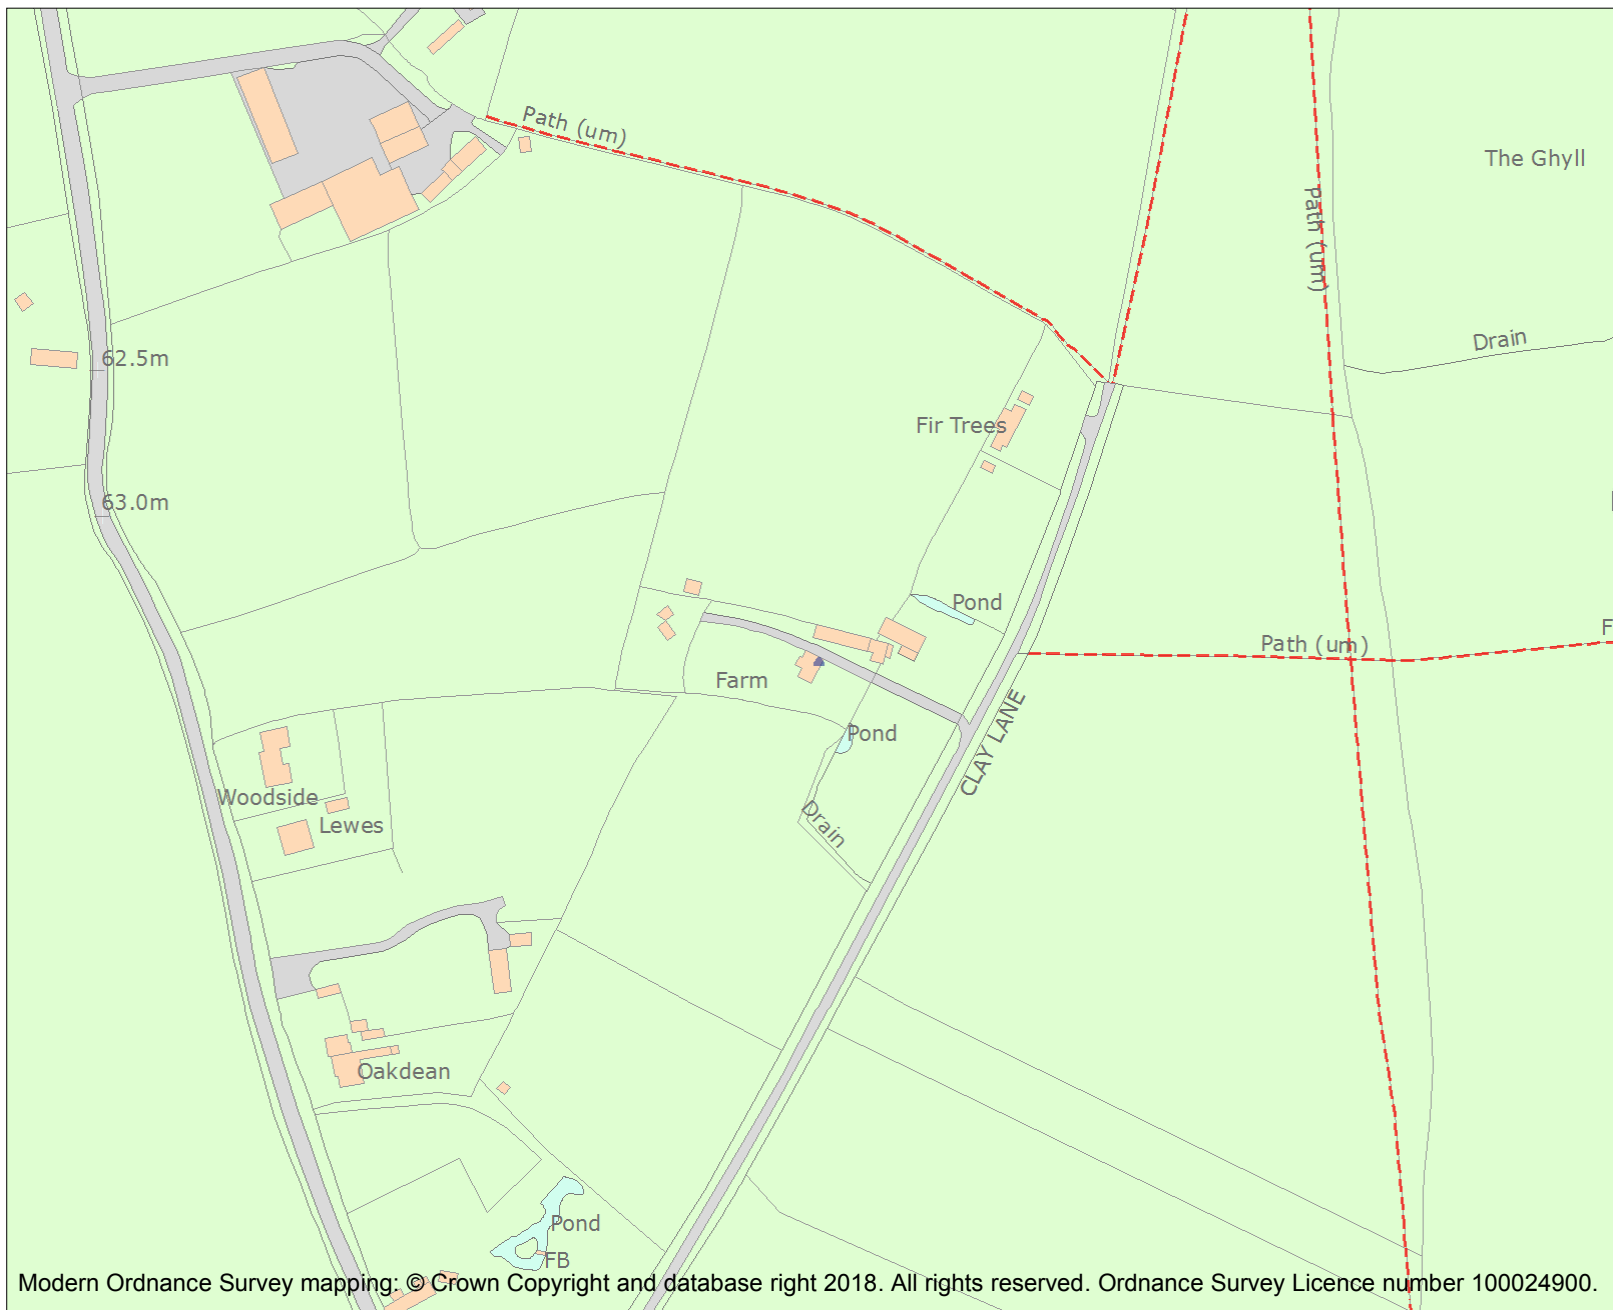 Path (um)
The Ghyll
Path (um)
Drain
62.5m
Fir Trees
63.0m
Pond
Path (um)
F
Farm
CLAY LANE
Pond
Woodside
Drain
Lewes
Oakdean
Pond
FB
Modern Ordnance Survey mapping: © Crown Copyright and database right 2018. All rights reserved. Ordnance Survey Licence number 100024900.